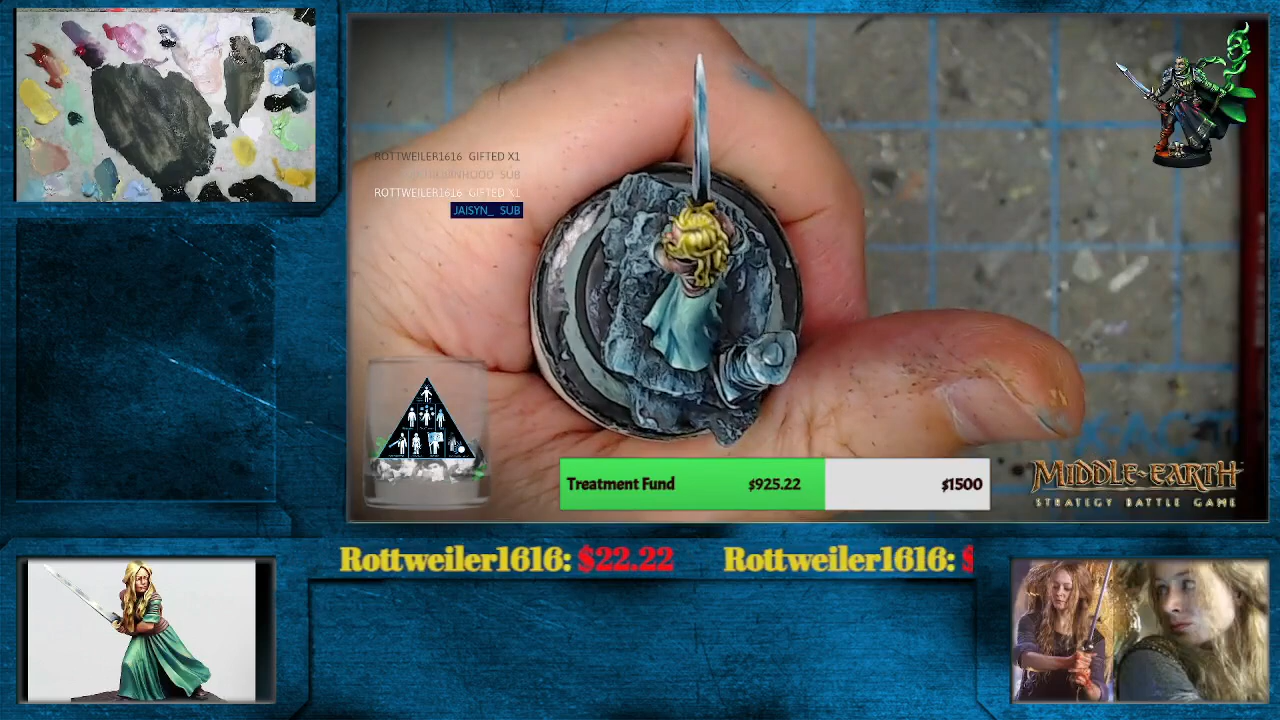 ROTTWEILER1616 GIFTED X1
SUB
ROTTWEILER1616 GIFTED X1
JAISYN_ SUB
Treatment Fund $925.22 $1500
MIDDLE-EARTH
STRATEGY BATTLE GAME
Rottweiler1616: $22.22 Rottweiler1616: $